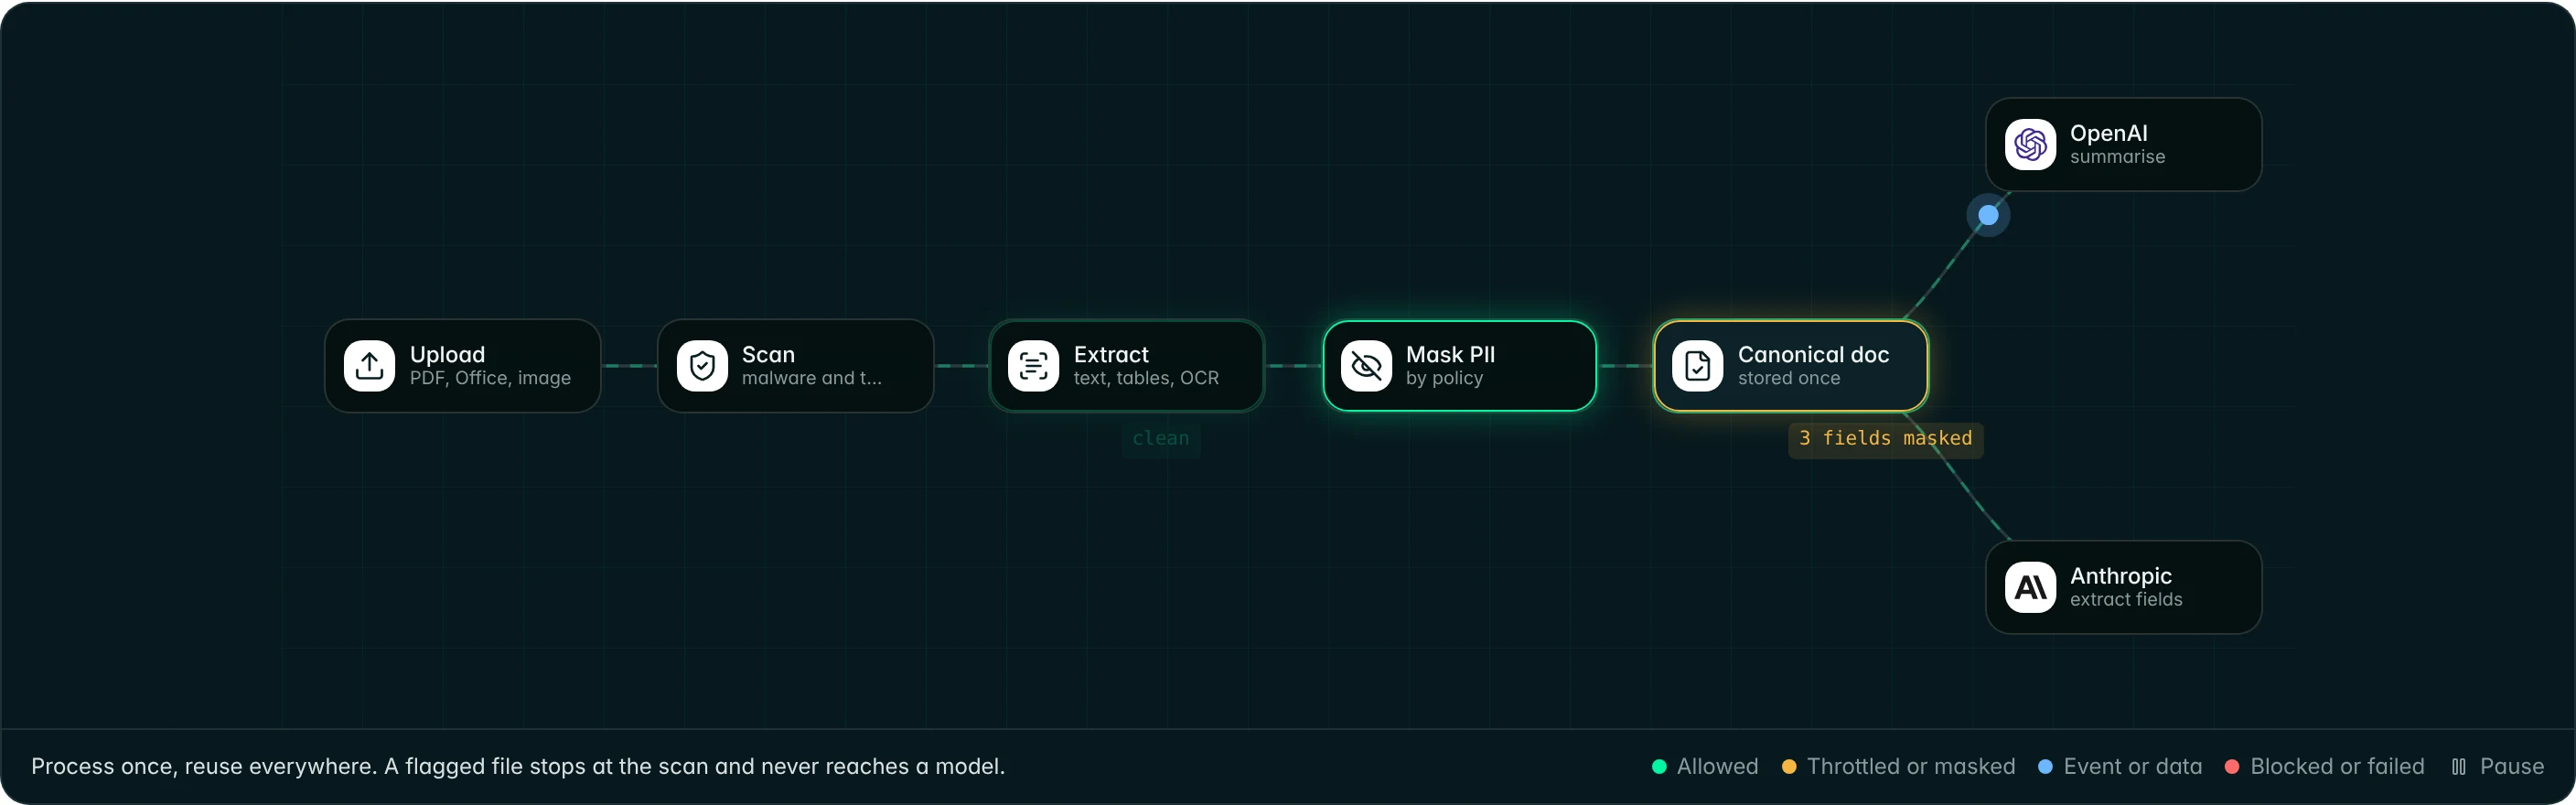 OpenAI
summarise
Upload
PDF, Office, image
Scan
malware and t...
Extract
text, tables, OCR
Mask PII
by policy
Canonical doc
stored once
clean
3 fields masked
Anthropic
extract fields
Process once, reuse everywhere. A flagged file stops at the scan and never reaches a model.
Allowed
Throttled or masked
Event or data
Blocked or failed
Pause